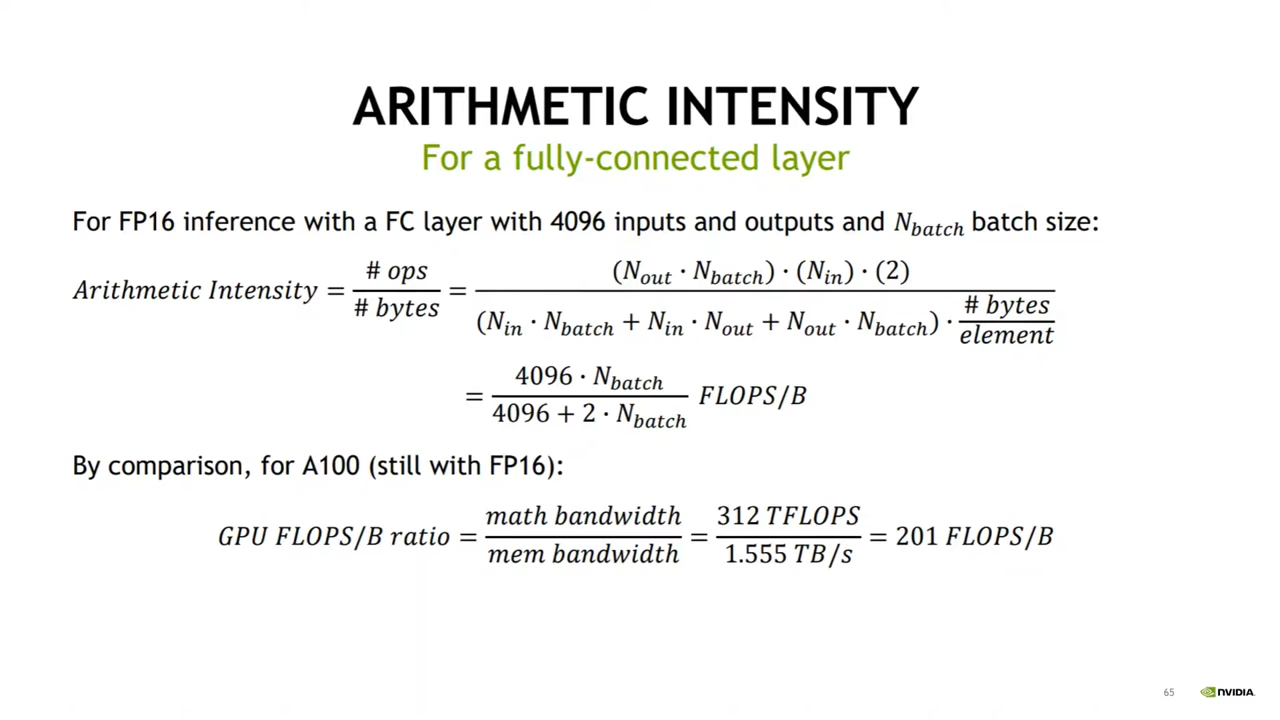 ARITHMETIC INTENSITY
For a fully-connected layer
For FP16 inference with a FC layer with 4096 inputs and outputs and N_batch batch size:
Arithmetic Intensity = # ops / # bytes = (N_out · N_batch) · (N_in) · (2) / (N_in · N_batch + N_in · N_out + N_out · N_batch) · # bytes / element
= 4096 · N_batch / 4096 + 2 · N_batch FLOPS/B
By comparison, for A100 (still with FP16):
GPU FLOPS/B ratio = math bandwidth / mem bandwidth = 312 TFLOPS / 1.555 TB/s = 201 FLOPS/B
65 NVIDIA.